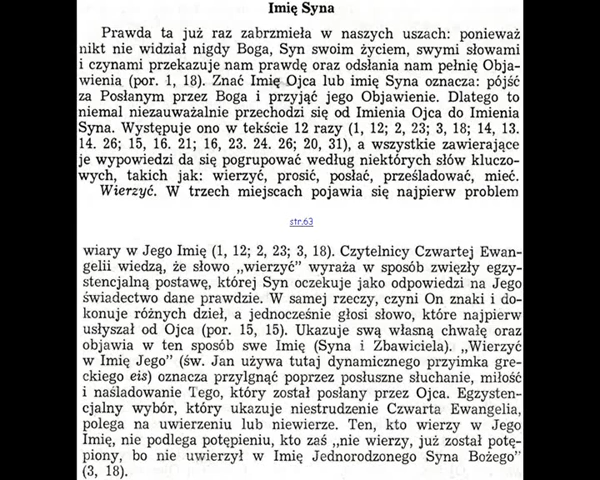 Imię Syna
Prawda ta już raz zabrzmiała w naszych uszach: ponieważ
nikt nie widział nigdy Boga, Syn swoim życiem, swymi słowami
i czynami przekazuje nam prawdę oraz odsłania nam pełnię Obja-
wienia (por. 1, 18). Znać Imię Ojca lub imię Syna oznacza: pójść
za Posłanym przez Boga i przyjąć jego Objawienie. Dlatego to
niemal niezauważalnie przechodzi się od Imienia Ojca do Imienia
Syna. Występuje ono w tekście 12 razy (1, 12; 2, 23; 3, 18; 14, 13.
14. 26; 15, 16. 21; 16, 23. 24. 26; 20, 31), a wszystkie zawierające
je wypowiedzi da się pogrupować według niektórych słów kluczo-
wych, takich jak: wierzyć, prosić, posłać, prześladować, mieć.
Wierzyć. W trzech miejscach pojawia się najpierw problem
str.63
wiary w Jego Imię (1, 12; 2, 23; 3, 18). Czytelnicy Czwartej Ewan-
gelii wiedzą, że słowo „wierzyć” wyraża w sposób zwięzły egzy-
stencjalną postawę, której Syn oczekuje jako odpowiedzi na Jego
świadectwo dane prawdzie. W samej rzeczy, czyni On znaki i do-
konuje różnych dzieł, a jednocześnie głosi słowo, które najpierw
usłyszał od Ojca (por. 15, 15). Ukazuje swą własną chwałę oraz
objawia w ten sposób swe Imię (Syna i Zbawiciela). „Wierzyć
w Imię Jego” (św. Jan używa tutaj dynamicznego przyimka gre-
ckiego eis) oznacza przylgnąć poprzez posłuszne słuchanie, miłość
i naśladowanie Tego, który został posłany przez Ojca. Egzysten-
cjalny wybór, który ukazuje niestrudzenie Czwarta Ewangelia,
polega na uwierzeniu lub niewierze. Ten, kto wierzy w Jego
Imię, nie podlega potępieniu, kto zaś „nie wierzy, już został potę-
piony, bo nie uwierzył w Imię Jednorodzonego Syna Bożego”
(3, 18).